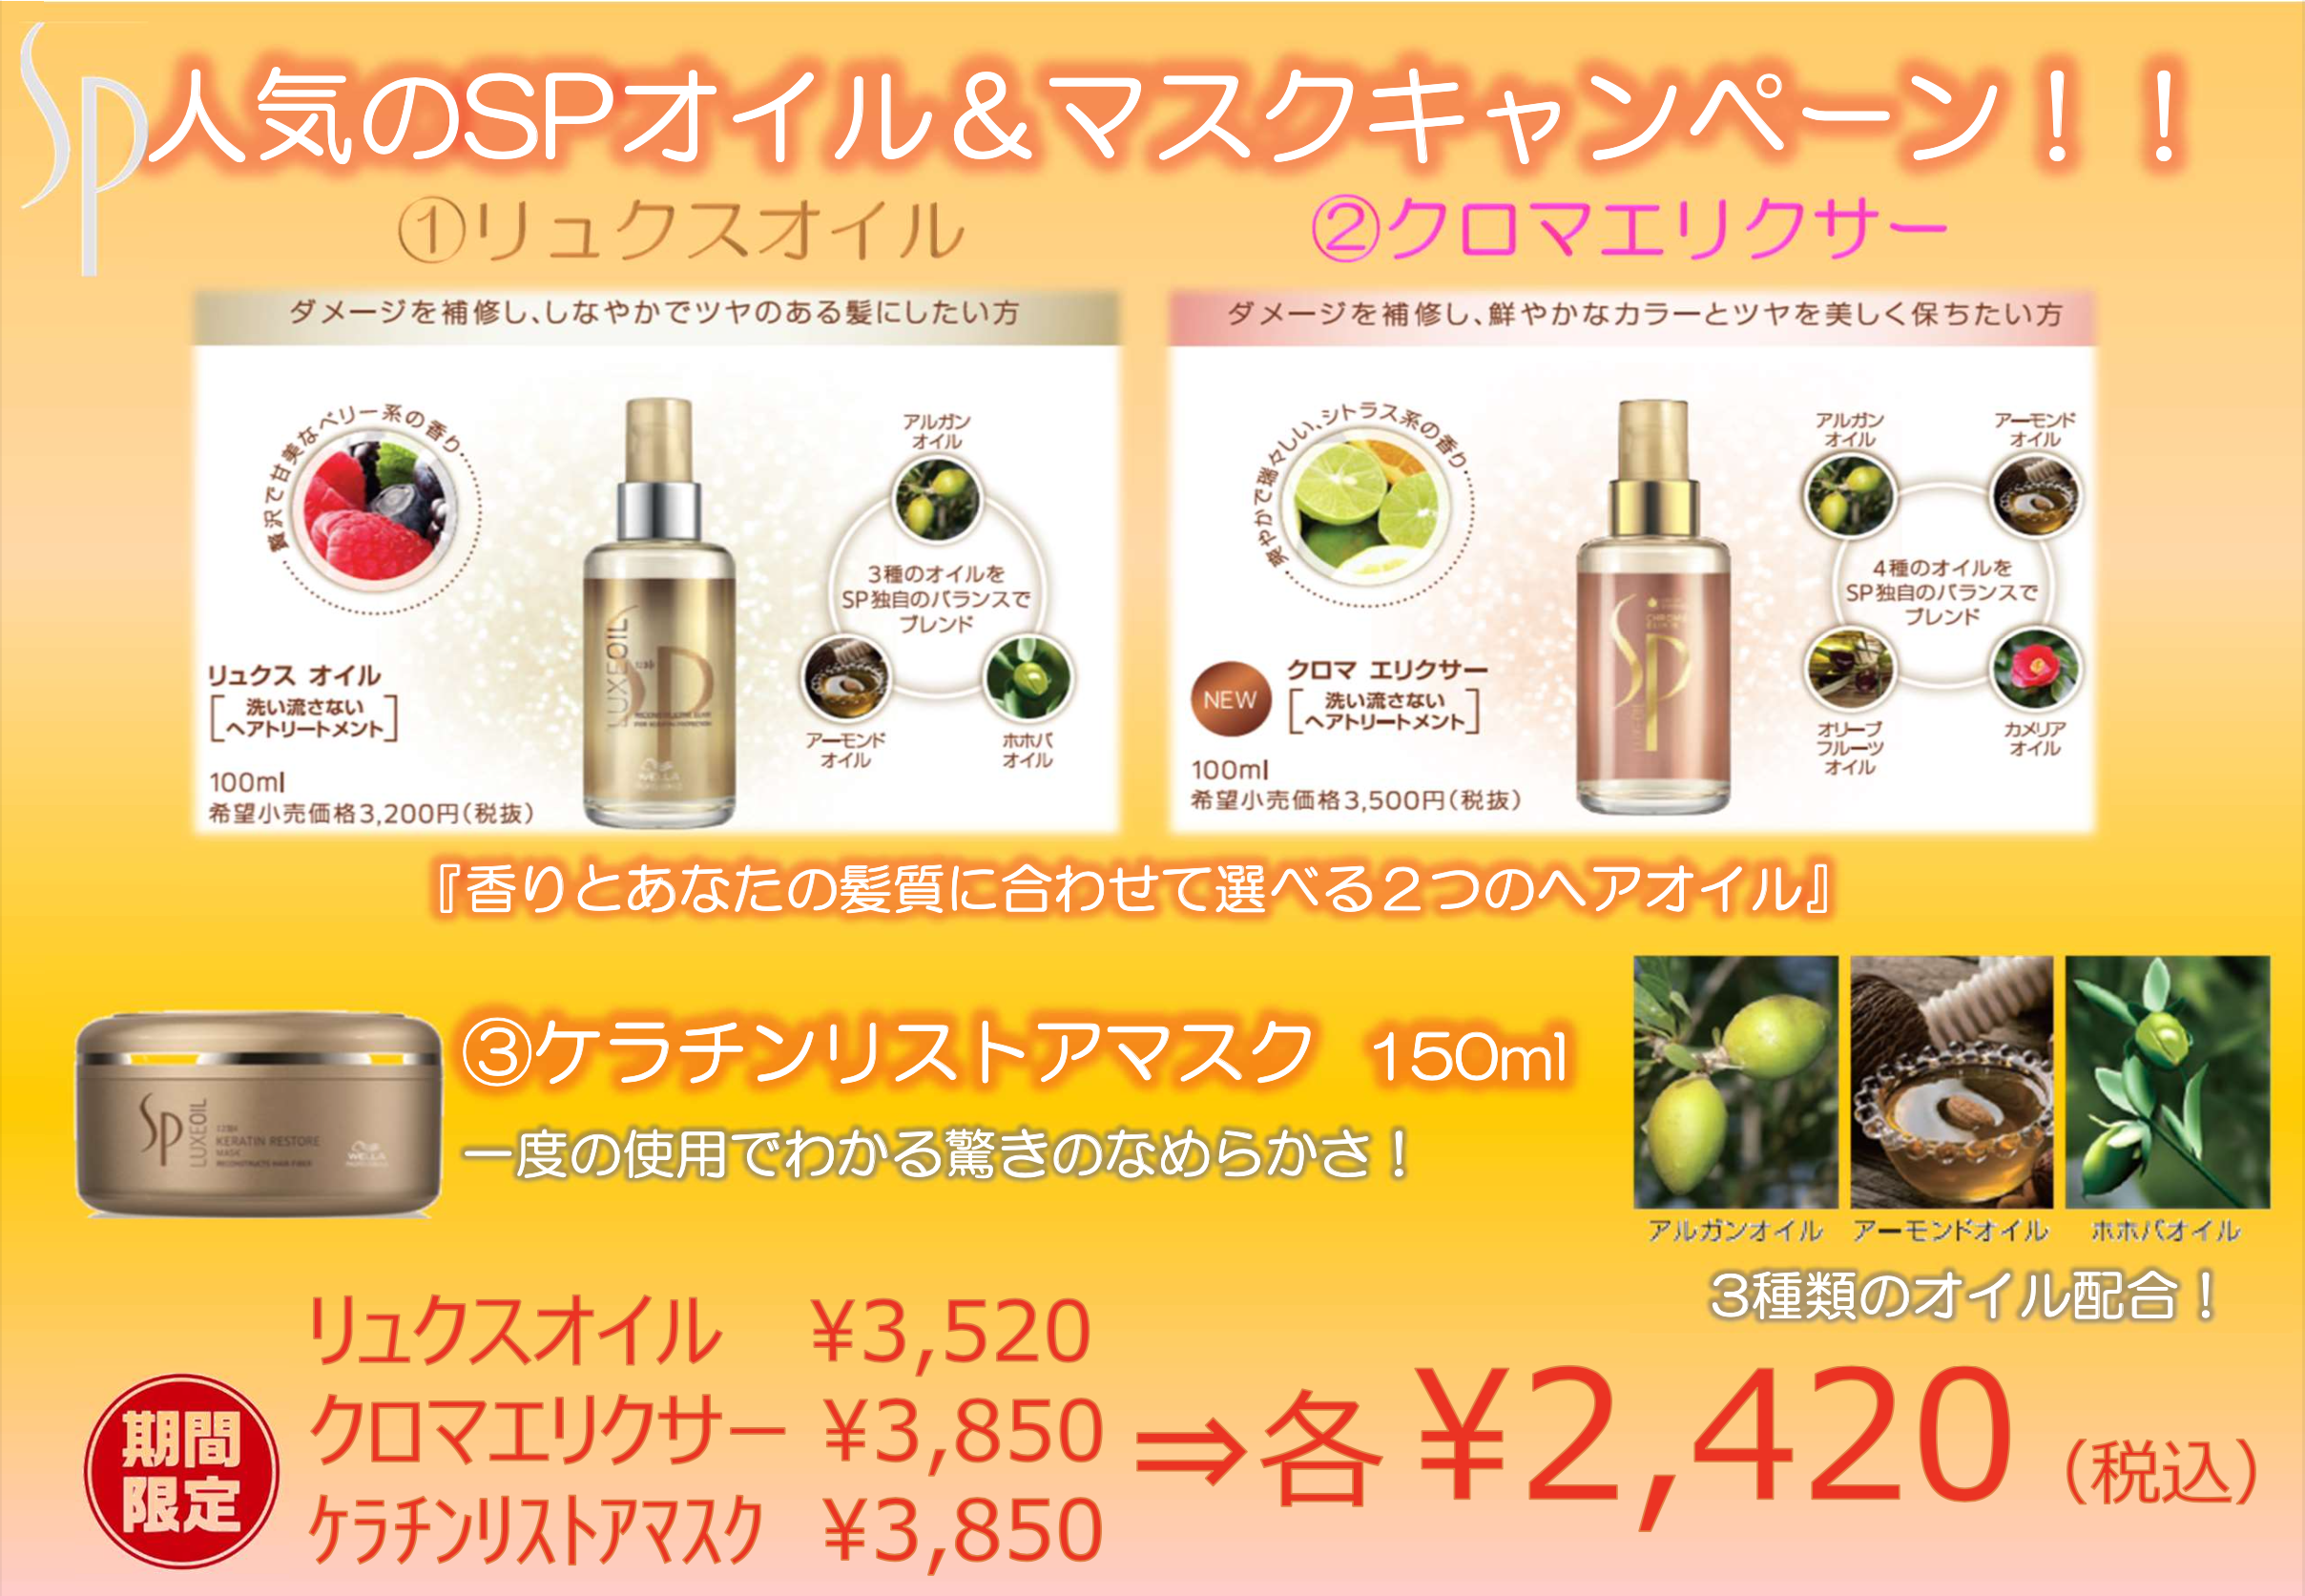 SP
人気のSPオイル＆マスクキャンペーン！！
①リュクスオイル
②クロマエリクサー
ダメージを補修し、しなやかでツヤのある髪にしたい方
贅沢で甘美なベリー系の香り
アルガン
オイル
3種のオイルを
SP独自のバランスで
ブレンド
アーモンド
オイル
ホホバ
オイル
LUXEOIL
SP
WELLA
リュクス オイル
洗い流さない
ヘアトリートメント
100ml
希望小売価格3,200円(税抜)
ダメージを補修し、鮮やかなカラーとツヤを美しく保ちたい方
爽やかで瑞々しい、シトラス系の香り
アルガン
オイル
アーモンド
オイル
4種のオイルを
SP独自のバランスで
ブレンド
オリーブ
フルーツ
オイル
カメリア
オイル
SP
NEW
クロマ エリクサー
洗い流さない
ヘアトリートメント
100ml
希望小売価格3,500円(税抜)
『香りとあなたの髪質に合わせて選べる２つのヘアオイル』
SP
LUXEOIL
KERATIN RESTORE
MASK
RECONSTRUCTS HAIR FIBER
WELLA
③ケラチンリストアマスク　150ml
一度の使用でわかる驚きのなめらかさ！
アルガンオイル
アーモンドオイル
ホホバオイル
3種類のオイル配合！
期間
限定
リュクスオイル　¥3,520
クロマエリクサー ¥3,850
ケラチンリストアマスク ¥3,850
⇒各 ¥2,420（税込）